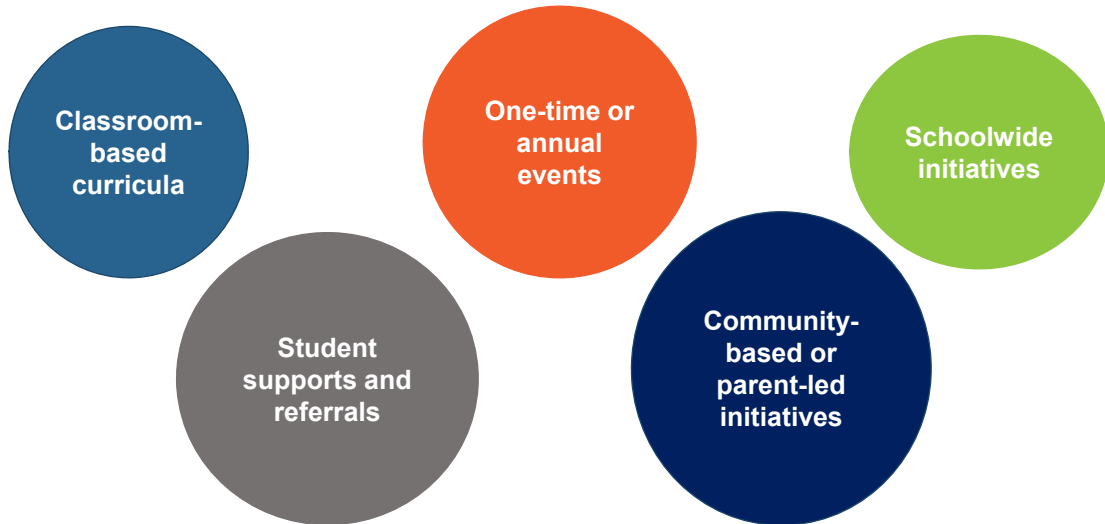 Classroom-
based
curricula
One-time or
annual
events
Schoolwide
initiatives
Student
supports and
referrals
Community-
based or
parent-led
initiatives